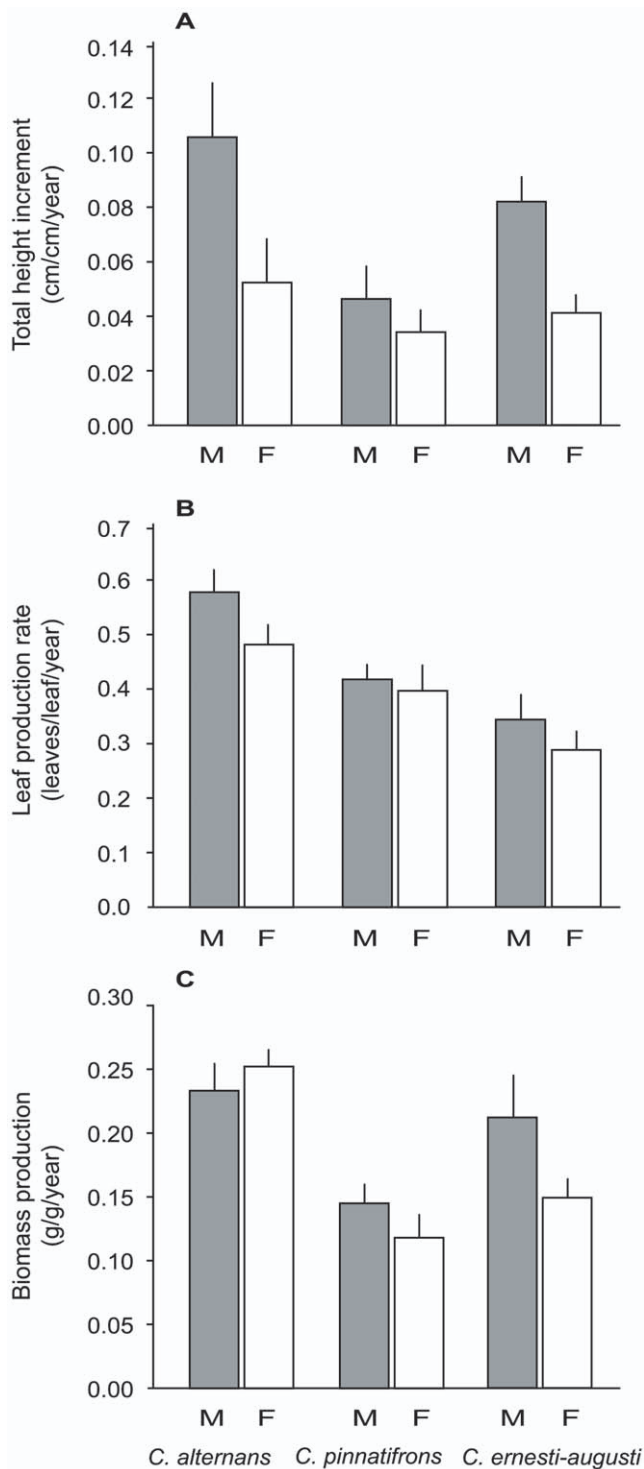 A
Total height increment
(cm/cm/year)
0.14
0.12
0.10
0.08
0.06
0.04
0.02
0.00
M F M F M F
B
Leaf production rate
(leaves/leaf/year)
0.7
0.6
0.5
0.4
0.3
0.2
0.1
0.0
M F M F M F
C
Biomass production
(g/g/year)
0.30
0.25
0.20
0.15
0.10
0.05
0.00
M F M F M F
C. alternans C. pinnatifrons C. ernesti-augusti